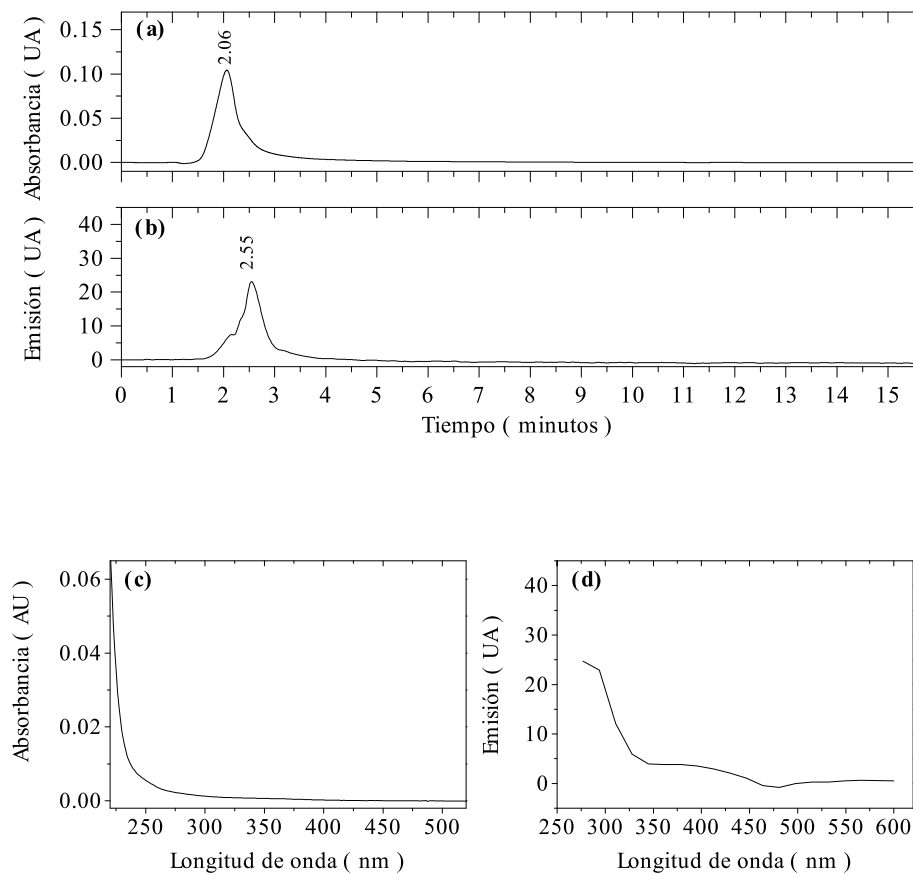 (a)
2.06
Absorbancia ( UA )
0.15
0.10
0.05
0.00
(b)
2.55
Emisión ( UA )
40
30
20
10
0
0 1 2 3 4 5 6 7 8 9 10 11 12 13 14 15
Tiempo ( minutos )
(c)
Absorbancia ( AU )
0.06
0.04
0.02
0.00
250 300 350 400 450 500
Longitud de onda ( nm )
(d)
Emisión ( UA )
40
30
20
10
0
250 300 350 400 450 500 550 600
Longitud de onda ( nm )